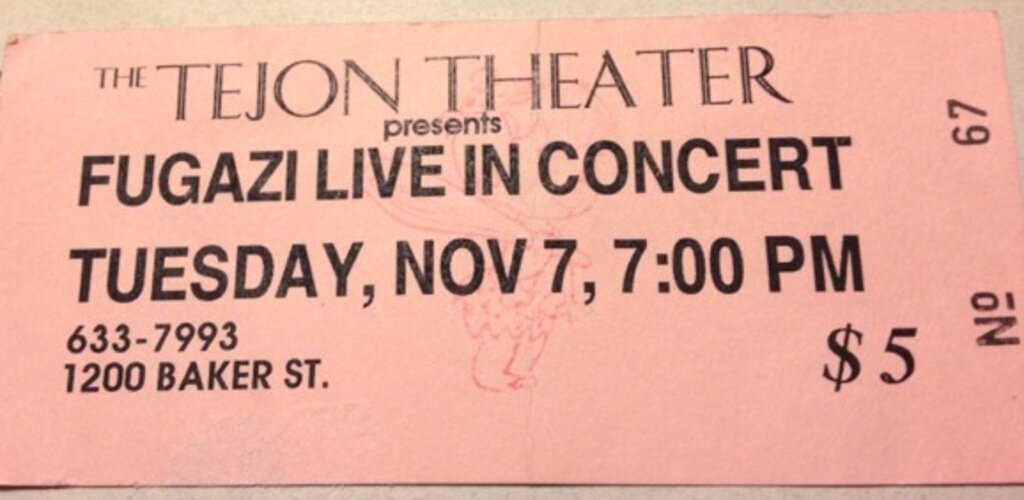 THE TEJON THEATER
presents
FUGAZI LIVE IN CONCERT
TUESDAY, NOV 7, 7:00 PM
633-7993
1200 BAKER ST.
$5
Nº 67